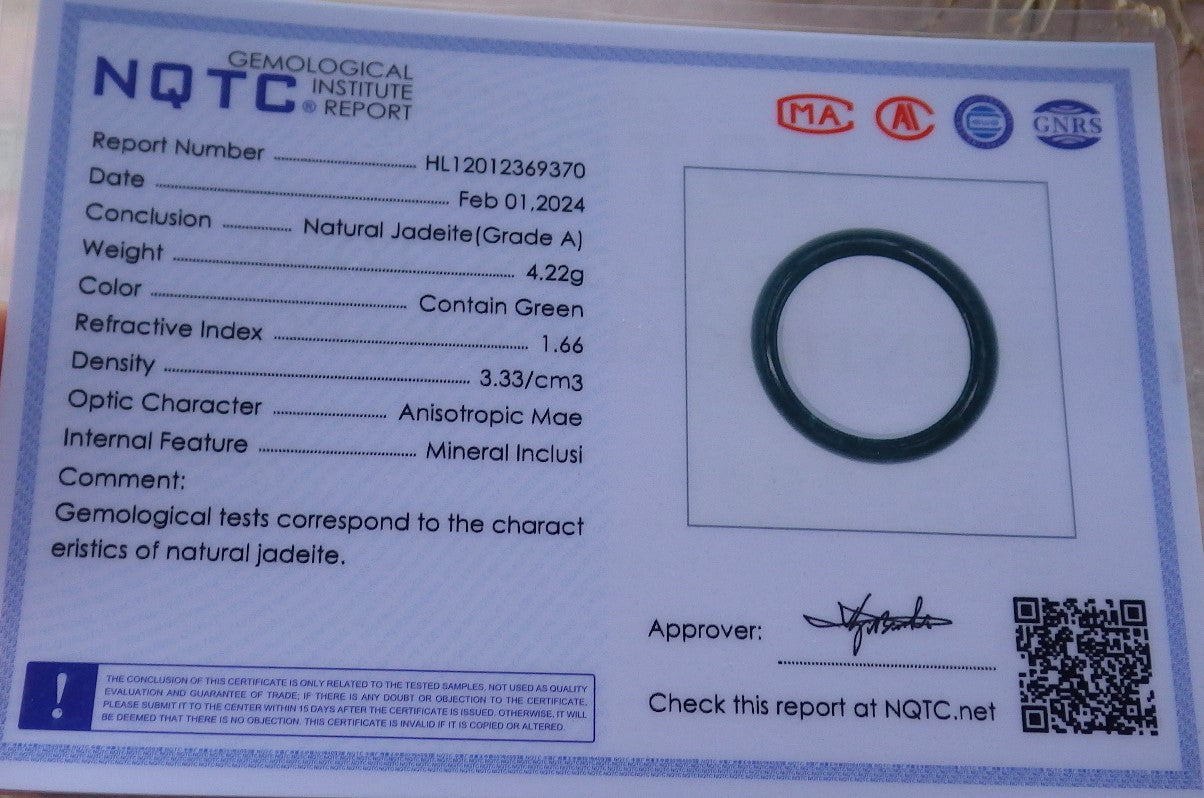 NQTC® GEMOLOGICAL
INSTITUTE
REPORT
MA
GNRS
Report Number HL12012369370
Date Feb 01,2024
Conclusion Natural Jadeite(Grade A)
Weight 4.22g
Color Contain Green
Refractive Index 1.66
Density 3.33/cm3
Optic Character Anisotropic Mae
Internal Feature Mineral Inclusi
Comment:
Gemological tests correspond to the charact
eristics of natural jadeite.
Approver:
Check this report at NQTC.net
!
THE CONCLUSION OF THIS CERTIFICATE IS ONLY RELATED TO THE TESTED SAMPLES, NOT USED AS QUALITY
EVALUATION AND GUARANTEE OF TRADE; IF THERE IS ANY DOUBT OR OBJECTION TO THE CERTIFICATE,
PLEASE SUBMIT IT TO THE CENTER WITHIN 15 DAYS AFTER THE CERTIFICATE IS ISSUED. OTHERWISE, IT WILL
BE DEEMED THAT THERE IS NO OBJECTION. THIS CERTIFICATE IS INVALID IF IT IS COPIED OR ALTERED.